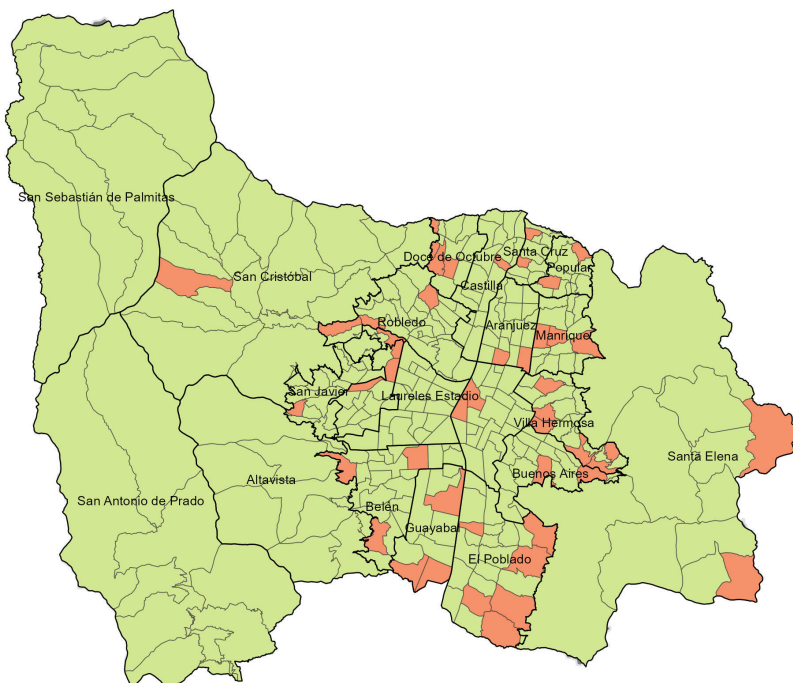 San Sebastián de Palmitas
Doce de Octubre
Santa Cruz
Popular
San Cristóbal
Castilla
Robledo
Aranjuez
Manrique
San Javier
Laureles Estadio
Villa Hermosa
Santa Elena
Buenos Aires
Altavista
San Antonio de Prado
Belén
Guayabal
El Poblado